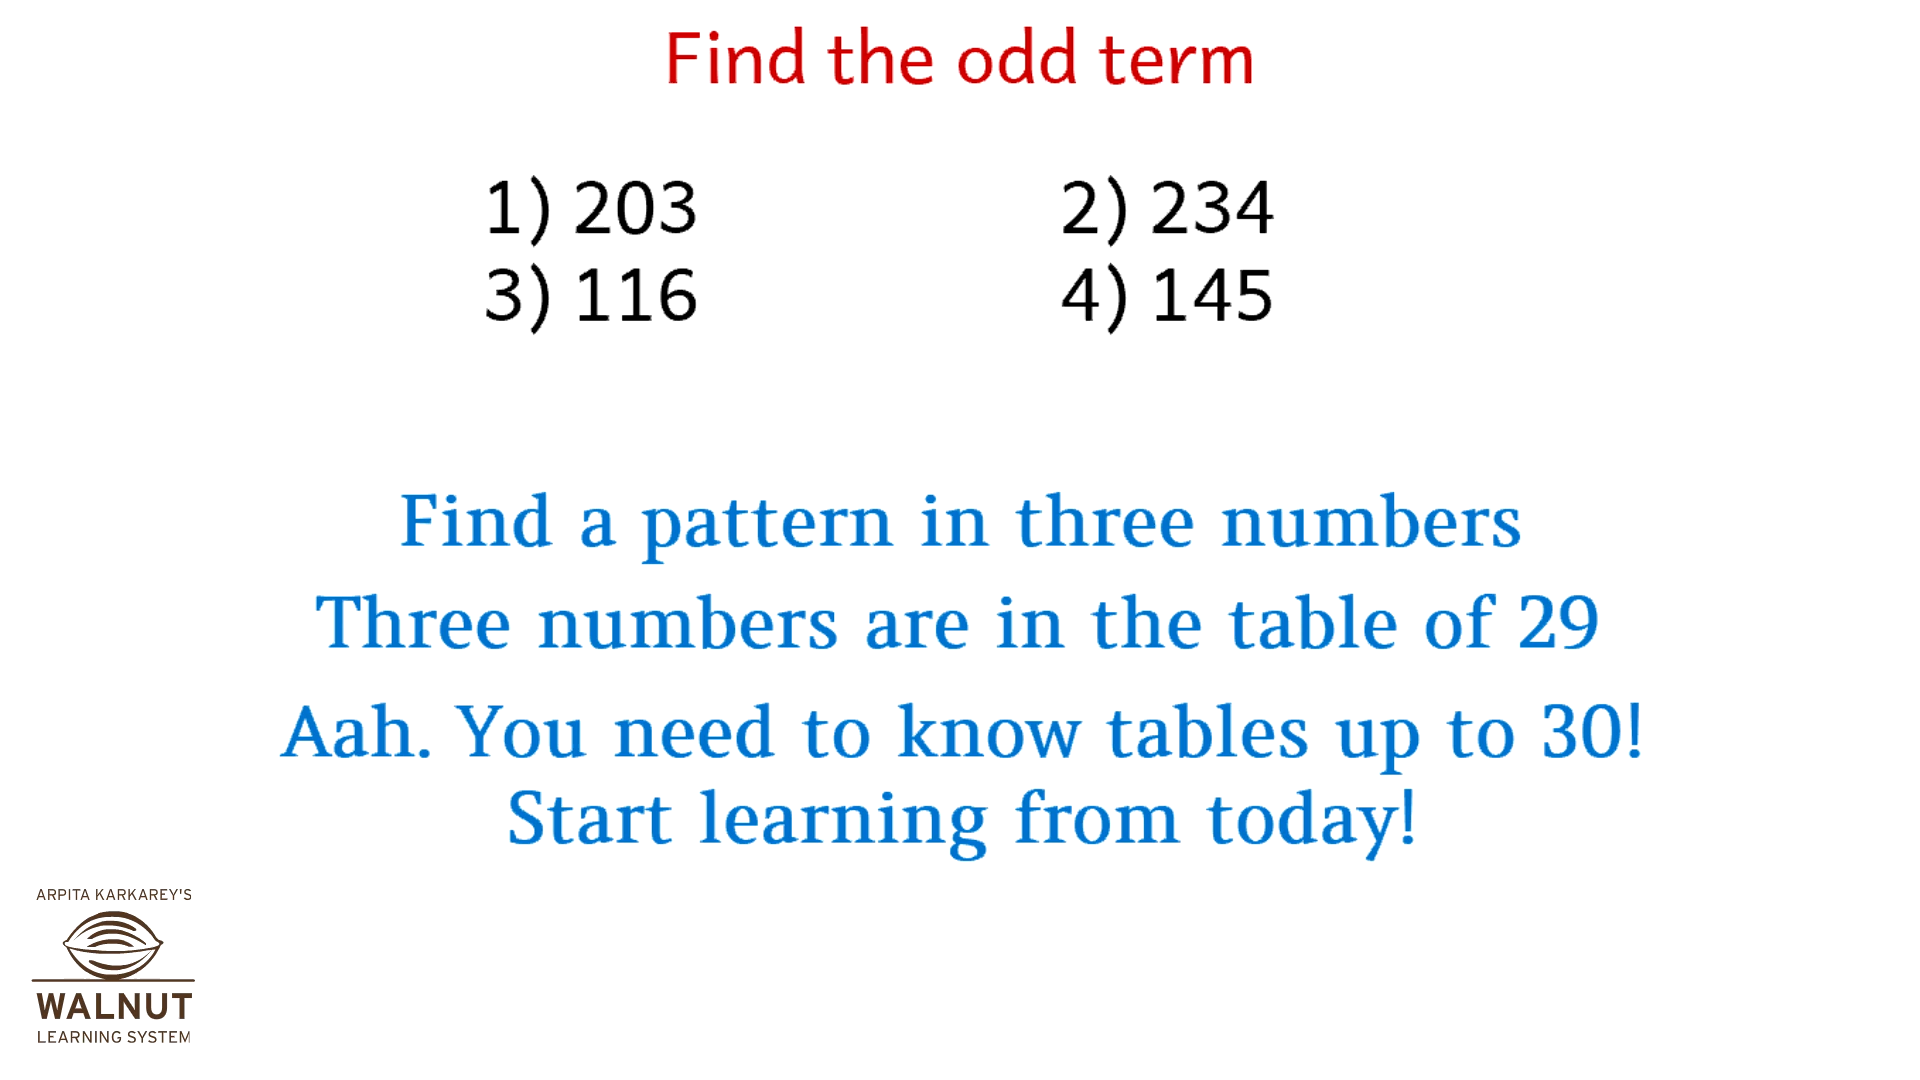 Find the odd term
1) 203 2) 234
3) 116 4) 145
Find a pattern in three numbers
Three numbers are in the table of 29
Aah. You need to know tables up to 30!
Start learning from today!
ARPITA KARKAREY'S
WALNUT
LEARNING SYSTEM